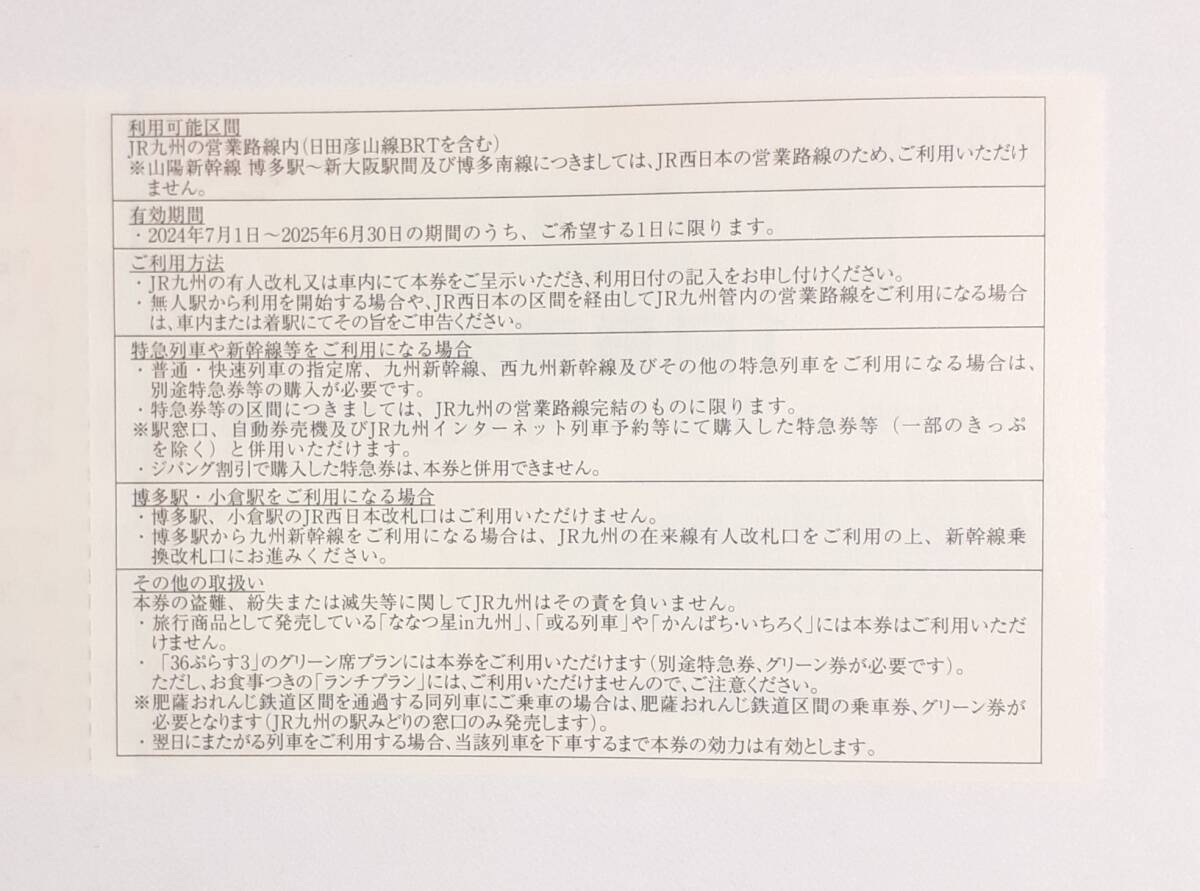 利用可能区間
JR九州の営業路線内(日田彦山線BRTを含む)
※山陽新幹線 博多駅～新大阪駅間及び博多南線につきましては、JR西日本の営業路線のため、ご利用いただけ
ません。
有効期間
・2024年7月1日～2025年6月30日の期間のうち、ご希望する1日に限ります。
ご利用方法
・JR九州の有人改札又は車内にて本券をご呈示いただき、利用日付の記入をお申し付けください。
・無人駅から利用を開始する場合や、JR西日本の区間を経由してJR九州管内の営業路線をご利用になる場合
は、車内または着駅にてその旨をご申告ください。
特急列車や新幹線等をご利用になる場合
・普通・快速列車の指定席、九州新幹線、西九州新幹線及びその他の特急列車をご利用になる場合は、
別途特急券等の購入が必要です。
・特急券等の区間につきましては、JR九州の営業路線完結のものに限ります。
※駅窓口、自動券売機及びJR九州インターネット列車予約等にて購入した特急券等（一部のきっぷ
を除く）と併用いただけます。
・ジパング割引で購入した特急券は、本券と併用できません。
博多駅・小倉駅をご利用になる場合
・博多駅、小倉駅のJR西日本改札口はご利用いただけません。
・博多駅から九州新幹線をご利用になる場合は、JR九州の在来線有人改札口をご利用の上、新幹線乗
換改札口にお進みください。
その他の取扱い
本券の盗難、紛失または滅失等に関してJR九州はその責を負いません。
・旅行商品として発売している「ななつ星in九州」、「或る列車」や「かんぱち・いちろく」には本券はご利用いただ
けません。
・「36ぷらす3」のグリーン席プランには本券をご利用いただけます(別途特急券、グリーン券が必要です)。
ただし、お食事つきの「ランチプラン」には、ご利用いただけませんので、ご注意ください。
※肥薩おれんじ鉄道区間を通過する同列車にご乗車の場合は、肥薩おれんじ鉄道区間の乗車券、グリーン券が
必要となります(JR九州の駅みどりの窓口のみ発売します)。
・翌日にまたがる列車をご利用する場合、当該列車を下車するまで本券の効力は有効とします。